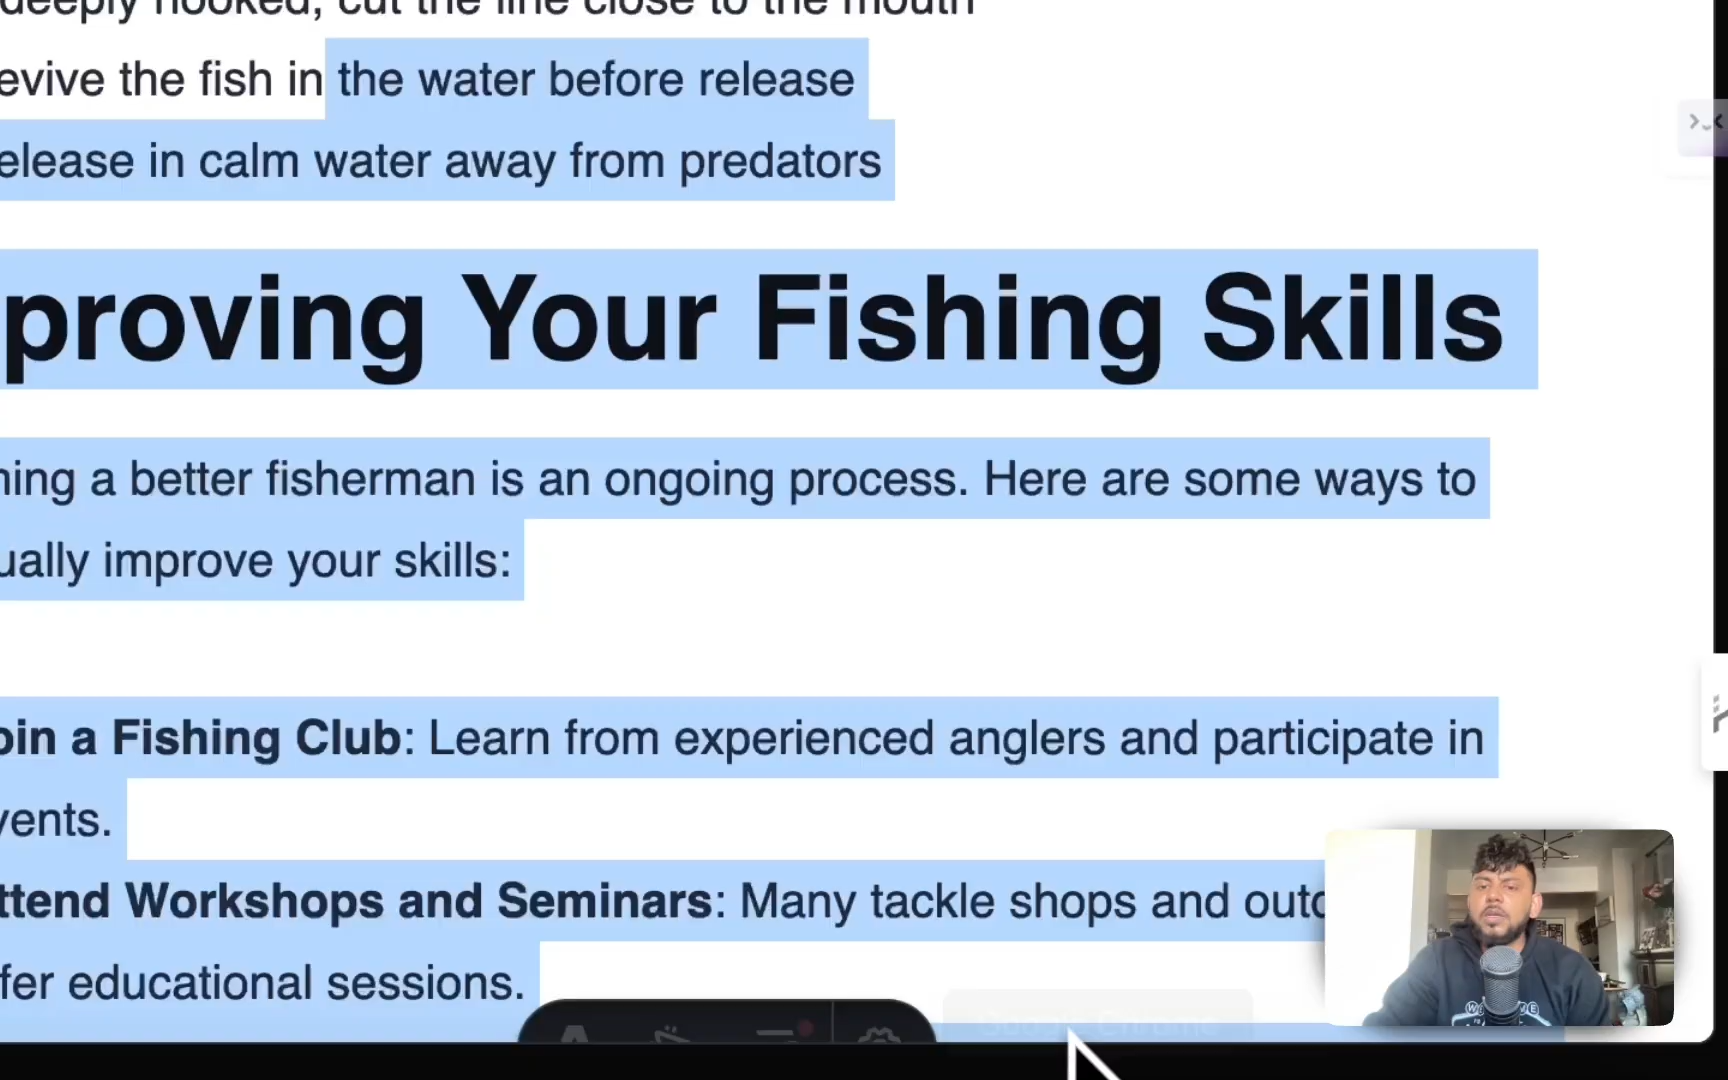 deeply hooked, cut the line close to the mouth
evive the fish in the water before release
elease in calm water away from predators
proving Your Fishing Skills
ning a better fisherman is an ongoing process. Here are some ways to
ually improve your skills:
oin a Fishing Club: Learn from experienced anglers and participate in
vents.
ttend Workshops and Seminars: Many tackle shops and outd
fer educational sessions.